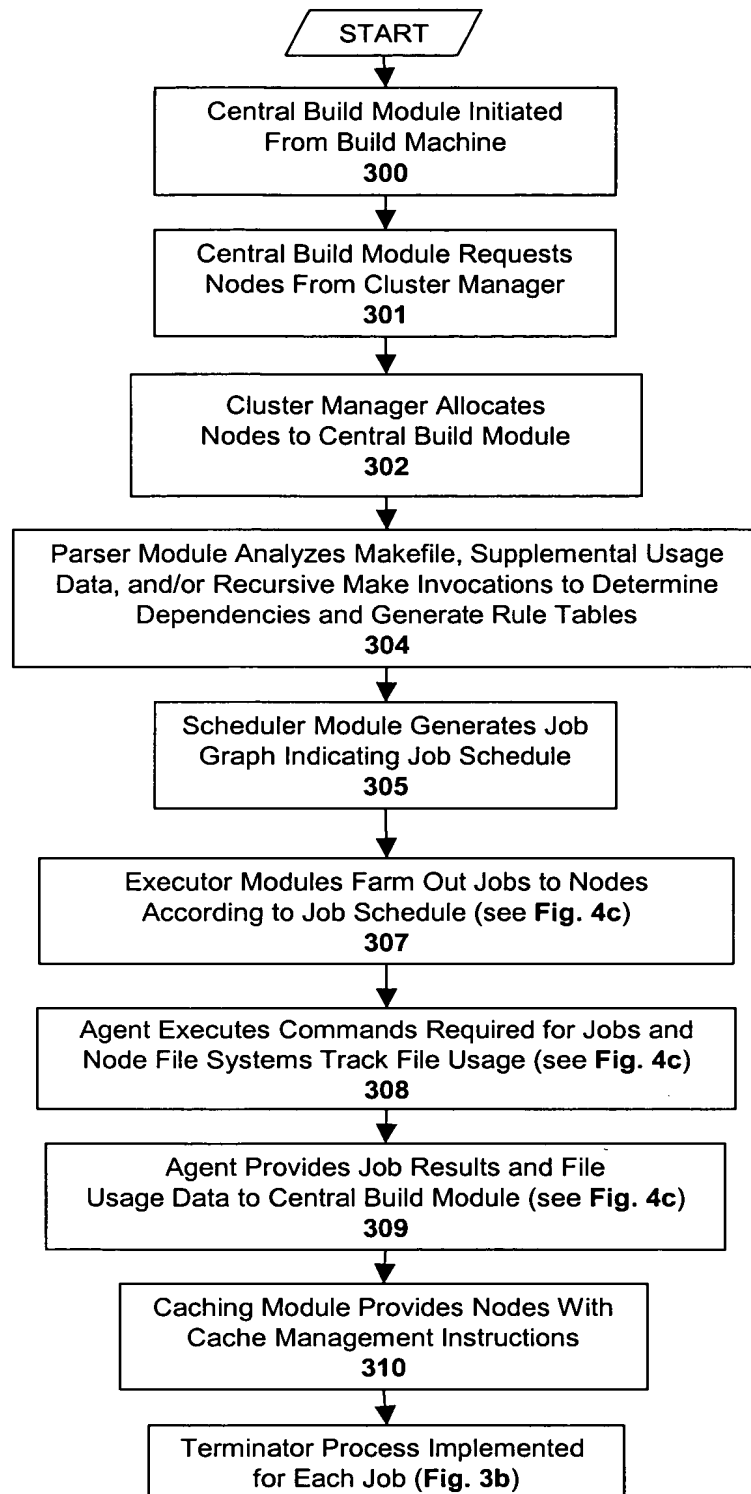 START
Central Build Module Initiated
From Build Machine
300
Central Build Module Requests
Nodes From Cluster Manager
301
Cluster Manager Allocates
Nodes to Central Build Module
302
Parser Module Analyzes Makefile, Supplemental Usage
Data, and/or Recursive Make Invocations to Determine
Dependencies and Generate Rule Tables
304
Scheduler Module Generates Job
Graph Indicating Job Schedule
305
Executor Modules Farm Out Jobs to Nodes
According to Job Schedule (see Fig. 4c)
307
Agent Executes Commands Required for Jobs and
Node File Systems Track File Usage (see Fig. 4c)
308
Agent Provides Job Results and File
Usage Data to Central Build Module (see Fig. 4c)
309
Caching Module Provides Nodes With
Cache Management Instructions
310
Terminator Process Implemented
for Each Job (Fig. 3b)